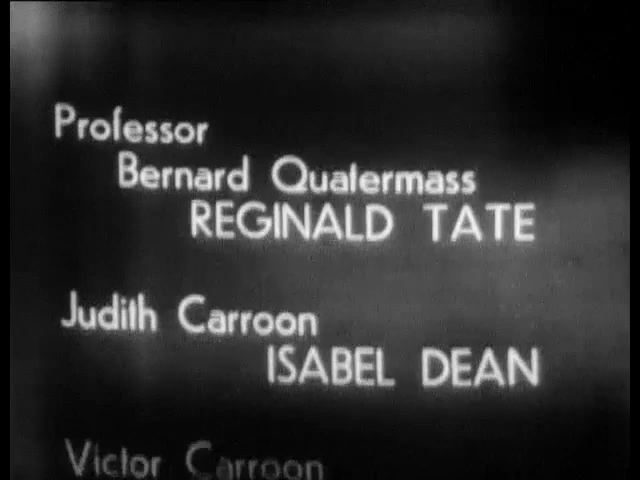 Professor
Bernard Quatermass
REGINALD TATE
Judith Carroon
ISABEL DEAN
Victor Carroon